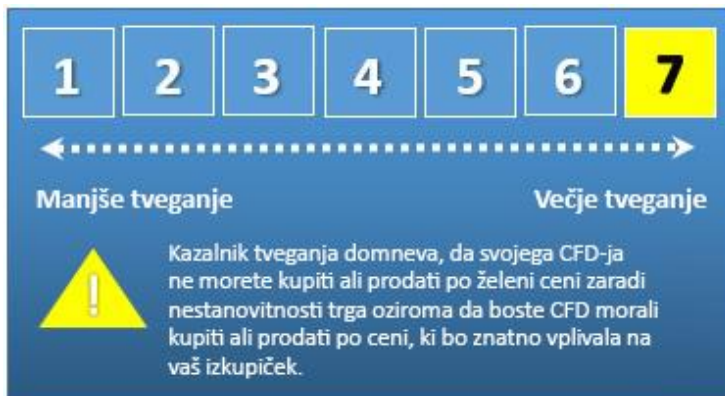 1 2 3 4 5 6 7
Manjše tveganje Večje tveganje
!
Kazalnik tveganja domneva, da svojega CFD-ja
ne morete kupiti ali prodati po želeni ceni zaradi
nestanovitnosti trga oziroma da boste CFD morali
kupiti ali prodati po ceni, ki bo znatno vplivala na
vaš izkupiček.